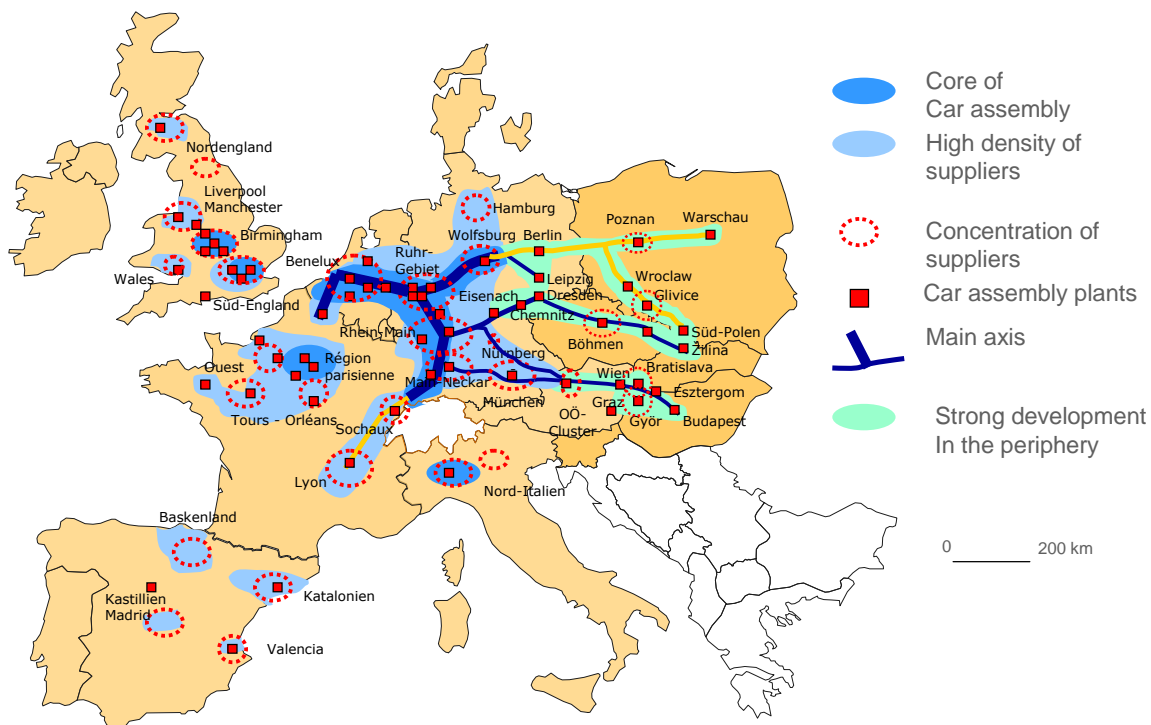 Nordengland
Liverpool
Manchester
Birmingham
Wales
Süd-England
Benelux
Ruhr-
Gebiet
Hamburg
Wolfsburg
Berlin
Poznan
Warschau
Leipzig
Dresden
Eisenach
Chemnitz
Wroclaw
Glivice
Süd-Polen
Žilina
Böhmen
Rhein-Main
Nürnberg
Main-Neckar
München
Ouest
Région
parisienne
Tours - Orléans
Sochaux
Lyon
OÖ-
Cluster
Wien
Graz
Bratislava
Esztergom
Györ
Budapest
Nord-Italien
Baskenland
Kastillien
Madrid
Katalonien
Valencia
Core of
Car assembly
High density of
suppliers
Concentration of
suppliers
Car assembly plants
Main axis
Strong development
In the periphery
0
200 km